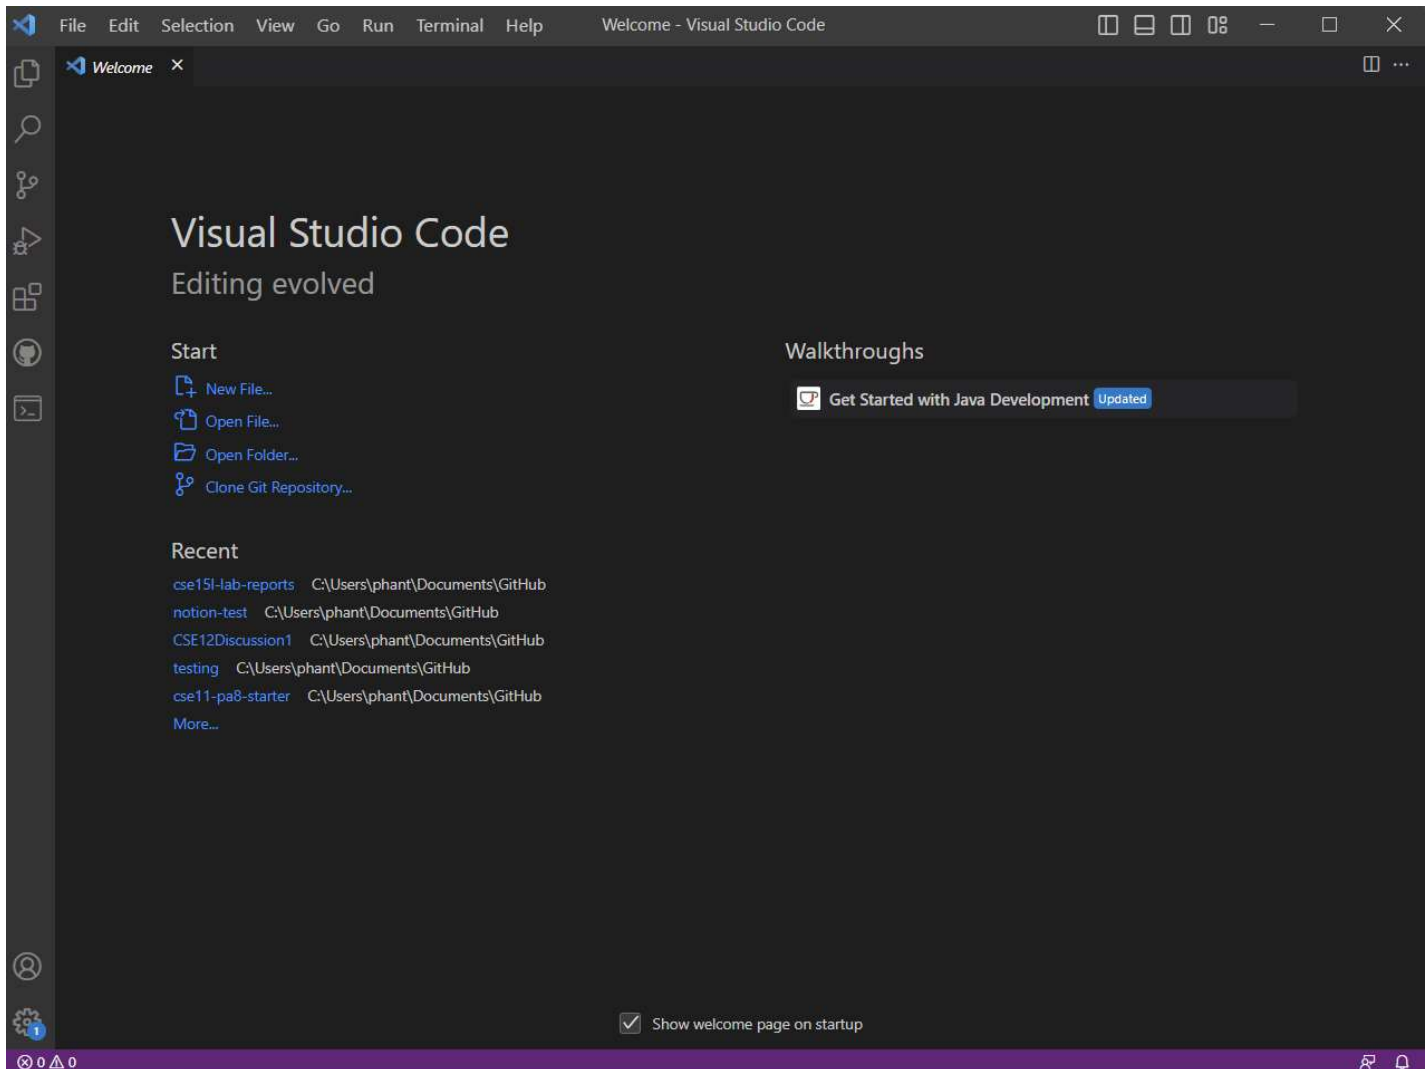 File Edit Selection View Go Run Terminal Help Welcome - Visual Studio Code
Welcome
Visual Studio Code
Editing evolved
Start
New File...
Open File...
Open Folder...
Clone Git Repository...
Walkthroughs
Get Started with Java Development Updated
Recent
cse15l-lab-reports C:\Users\phant\Documents\GitHub
notion-test C:\Users\phant\Documents\GitHub
CSE12Discussion1 C:\Users\phant\Documents\GitHub
testing C:\Users\phant\Documents\GitHub
cse11-pa8-starter C:\Users\phant\Documents\GitHub
More...
Show welcome page on startup
1
0 0